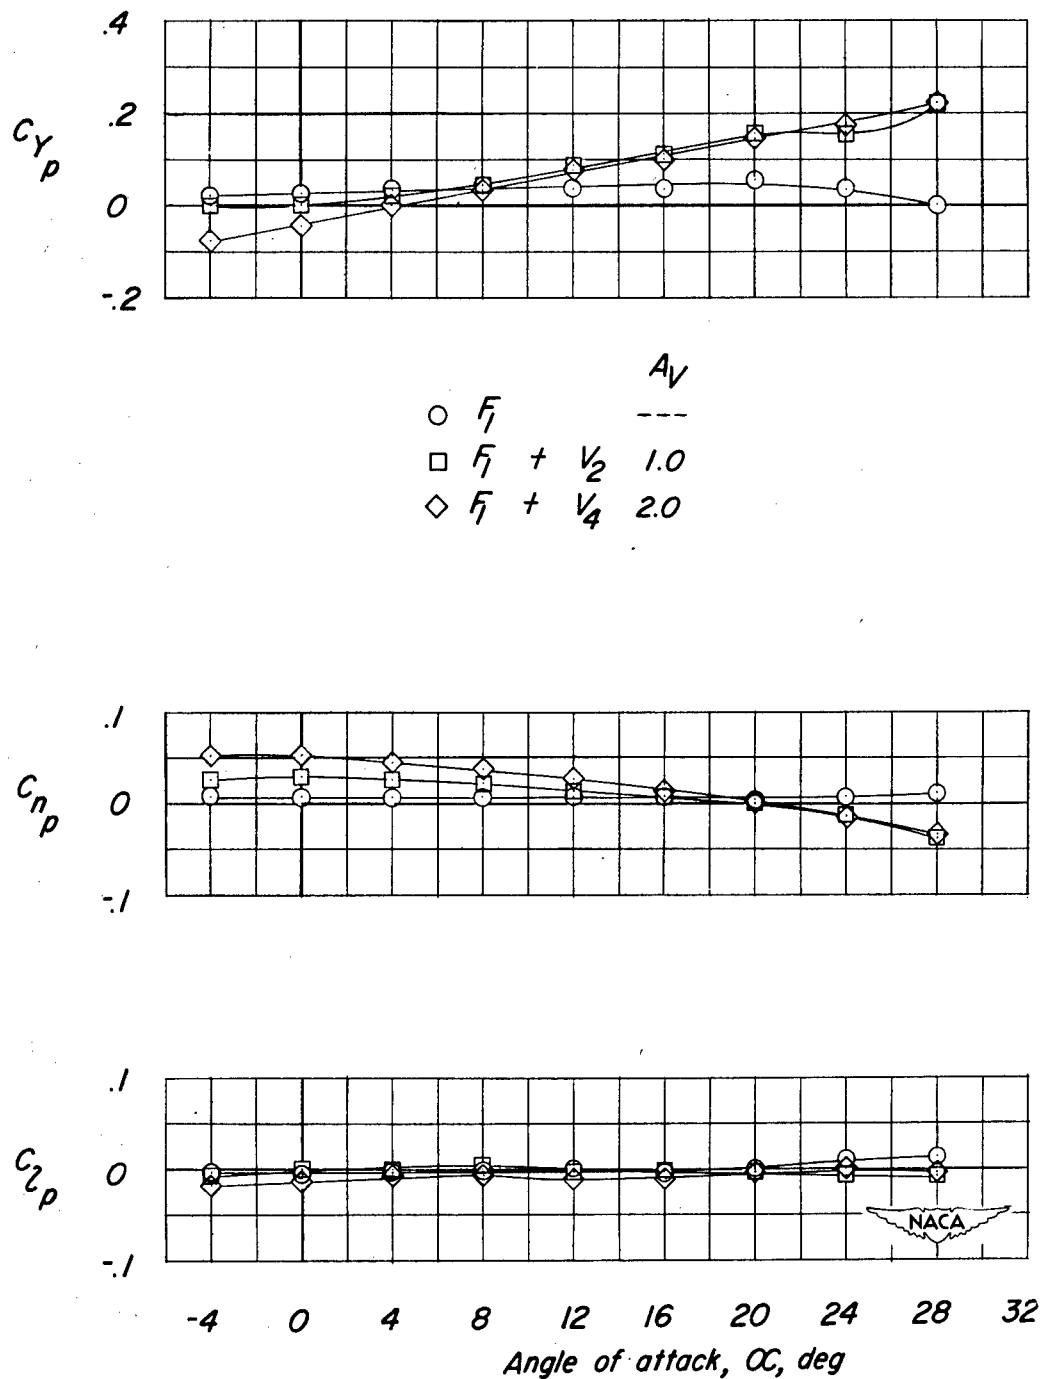 .4
.2
0
-.2
C_Y_p
A_V
F_1 ---
F_1 + V_2 1.0
F_1 + V_4 2.0
.1
0
-.1
C_n_p
.1
0
-.1
C_l_p
NACA
-4 0 4 8 12 16 20 24 28 32
Angle of attack, α, deg